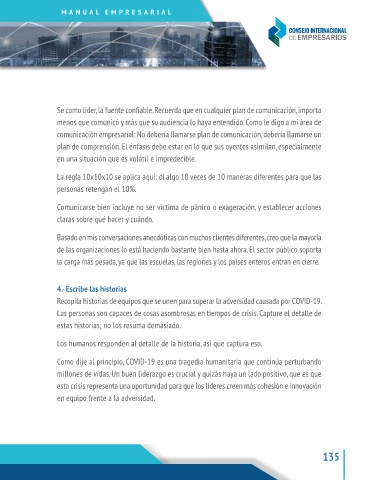 MANUAL EMPRESARIAL
CONSEJO INTERNACIONAL
DE EMPRESARIOS
Se como líder, la fuente confiable. Recuerda que en cualquier plan de comunicación, importa
menos que comunicó y más que su audiencia lo haya entendido. Como le digo a mi área de
comunicación empresarial: No debería llamarse plan de comunicación, debería llamarse un
plan de comprensión. El énfasis debe estar en lo que sus oyentes asimilan, especialmente
en una situación que es volátil e impredecible.
La regla 10x10x10 se aplica aquí: di algo 10 veces de 10 maneras diferentes para que las
personas retengan el 10%.
Comunicarse bien incluye no ser víctima de pánico o exageración, y establecer acciones
claras sobre qué hacer y cuándo.
Basado en mis conversaciones anecdóticas con muchos clientes diferentes, creo que la mayoría
de las organizaciones lo está haciendo bastante bien hasta ahora. El sector público soporta
la carga más pesada, ya que las escuelas, las regiones y los países enteros entran en cierre.
4.- Escribe las historias
Recopila historias de equipos que se unen para superar la adversidad causada por COVID-19.
Las personas son capaces de cosas asombrosas en tiempos de crisis. Capture el detalle de
estas historias; no los resuma demasiado.
Los humanos responden al detalle de la historia, así que captura eso.
Como dije al principio, COVID-19 es una tragedia humanitaria que continúa perturbando
millones de vidas. Un buen liderazgo es crucial y quizás haya un lado positivo, que es que
esta crisis representa una oportunidad para que los líderes creen más cohesión e innovación
en equipo frente a la adversidad.
135